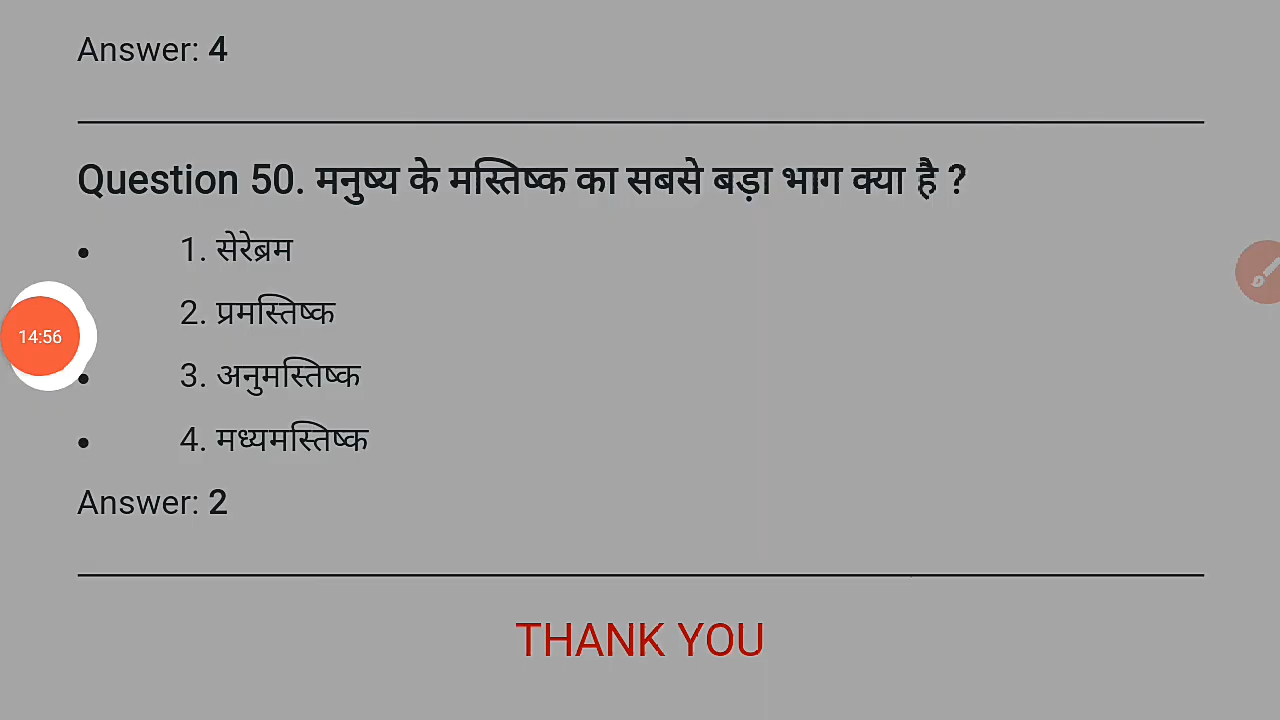 Answer: 4
Question 50. मनुष्य के मस्तिष्क का सबसे बड़ा भाग क्या है ?
• 1. सेरेब्रम
2. प्रमस्तिष्क
14:56
• 3. अनुमस्तिष्क
• 4. मध्यमस्तिष्क
Answer: 2
THANK YOU